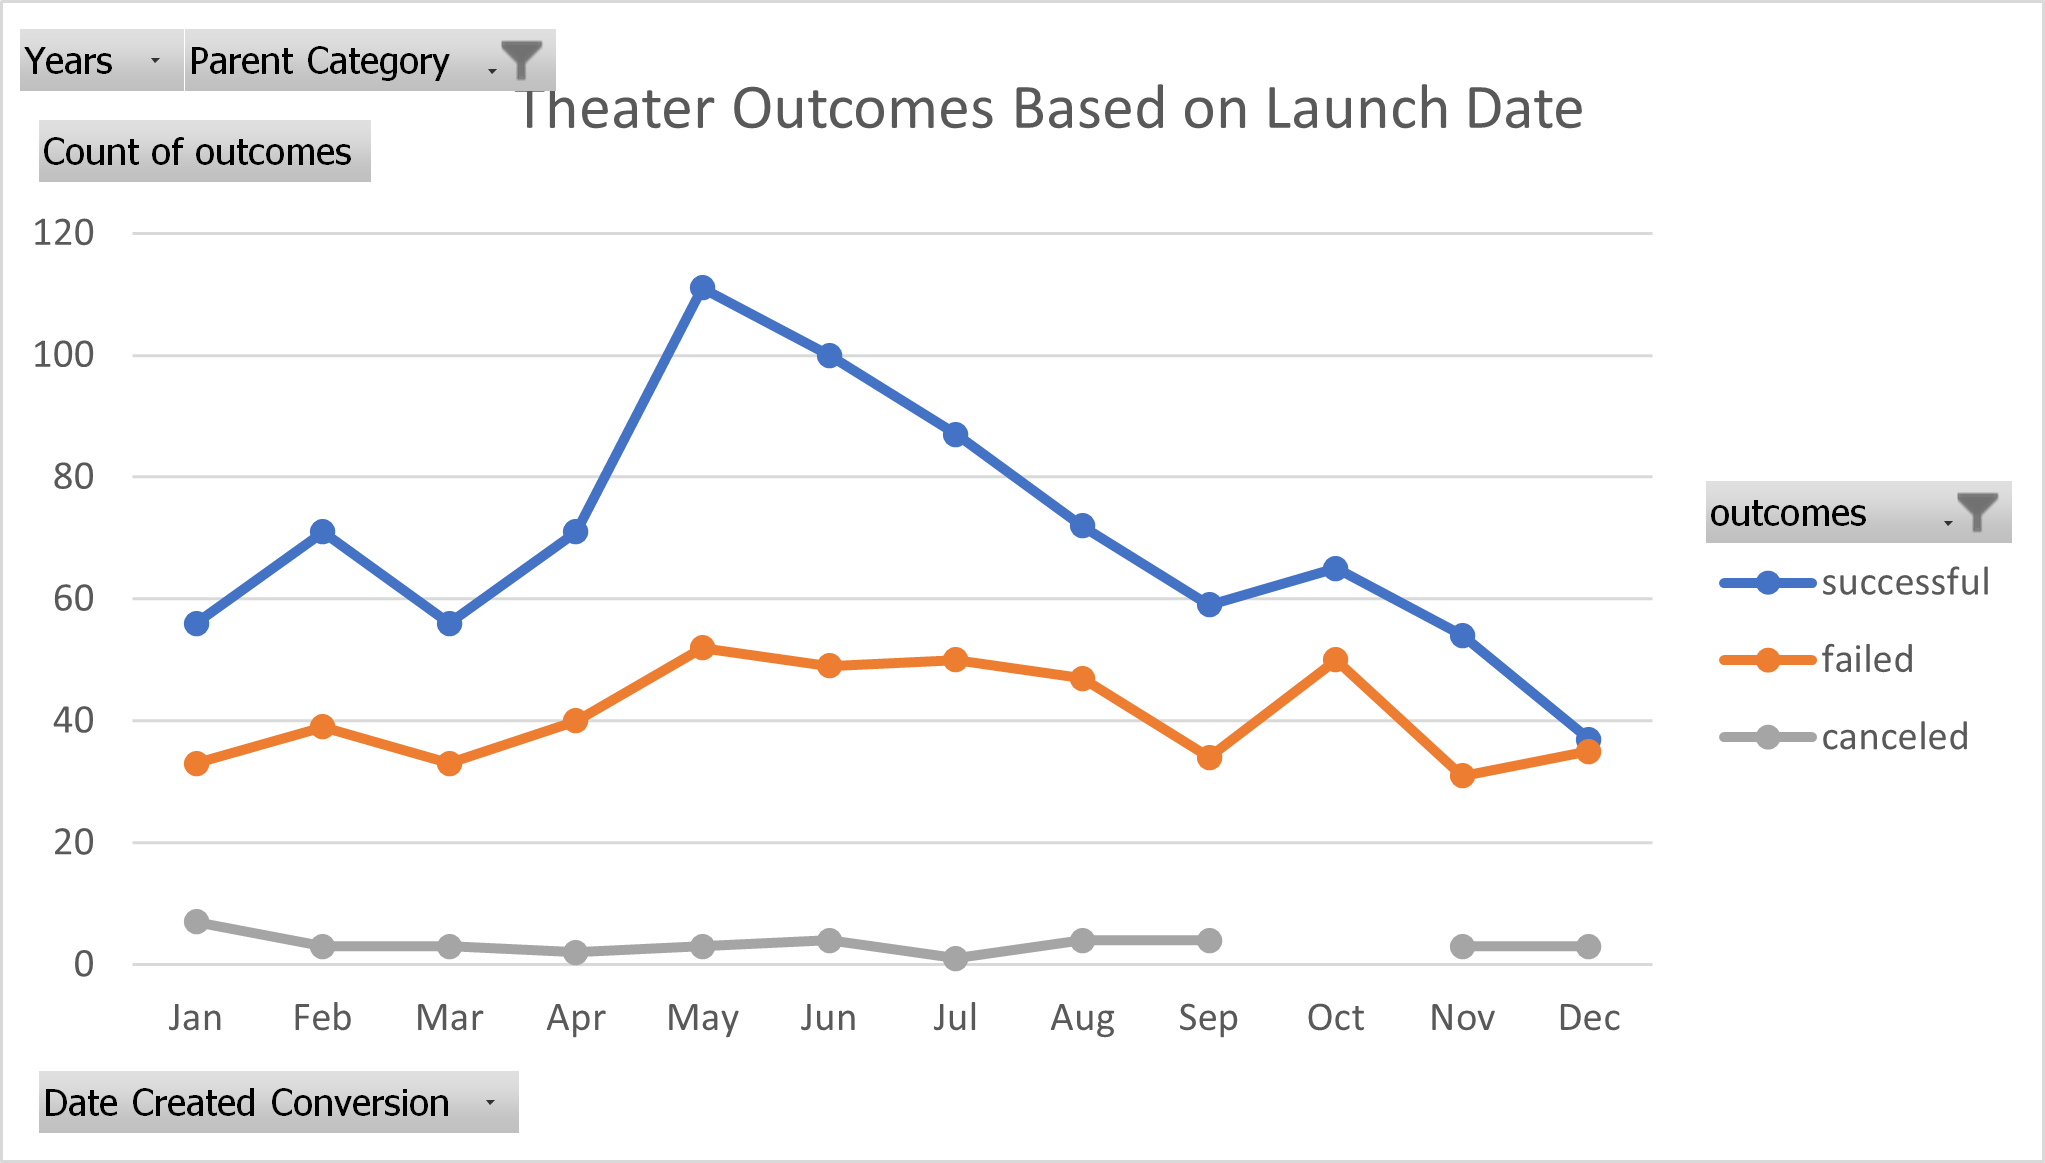 Years Parent Category
Theater Outcomes Based on Launch Date
Count of outcomes
120
100
80
60
40
20
0
outcomes
successful
failed
canceled
Jan Feb Mar Apr May Jun Jul Aug Sep Oct Nov Dec
Date Created Conversion